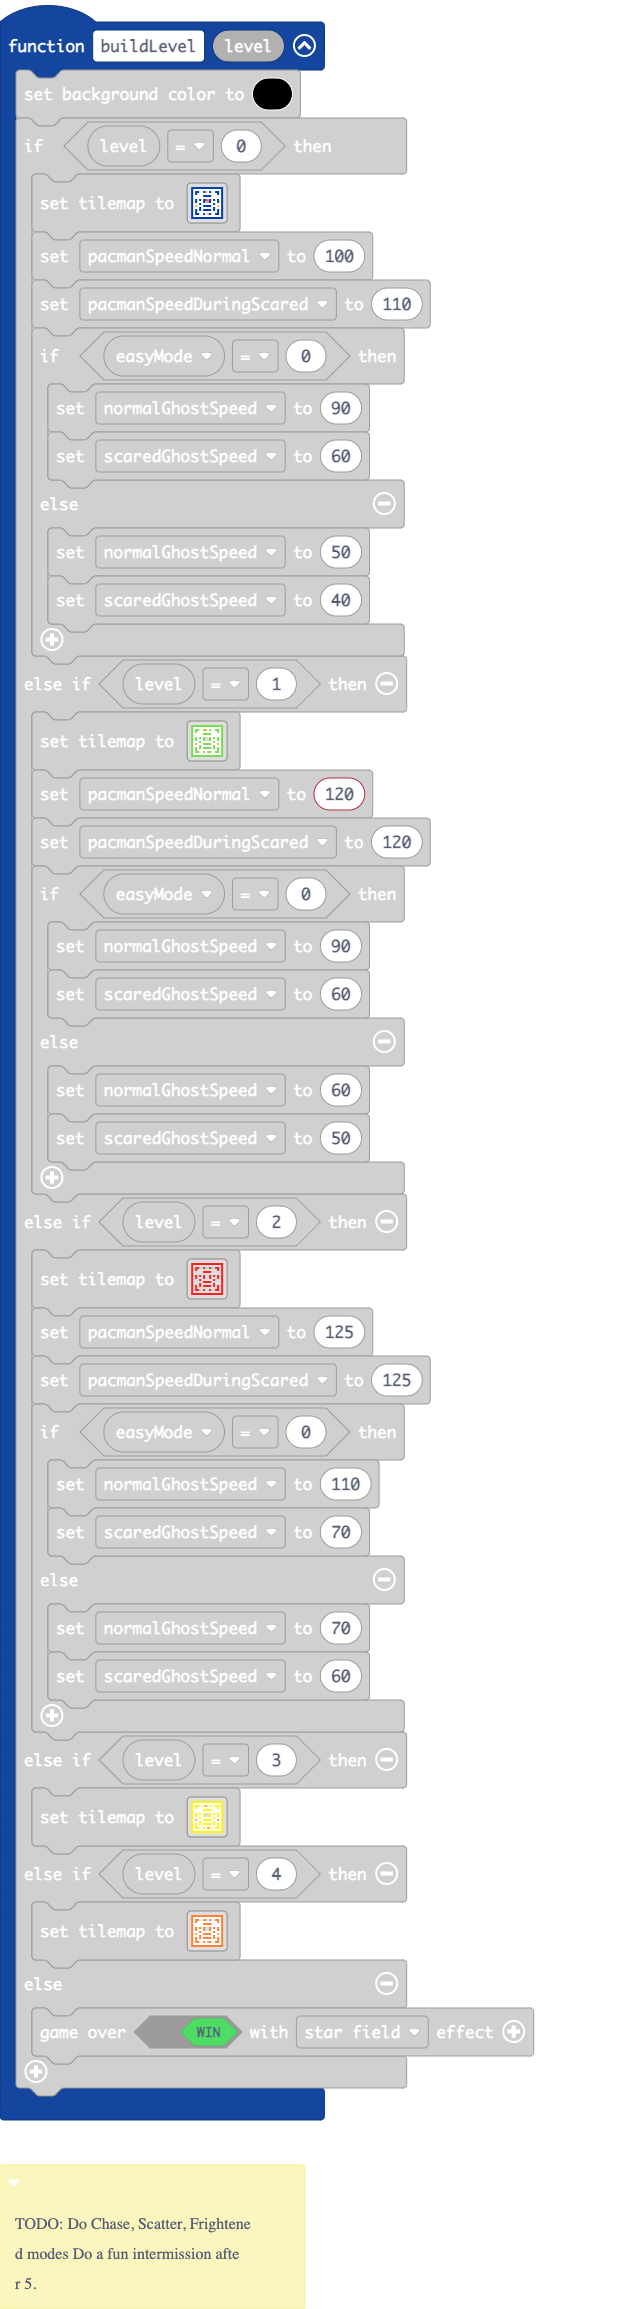 function buildLevel level
set background color to
if level = 0 then
set tilemap to
set pacmanSpeedNormal to 100
set pacmanSpeedDuringScared to 110
if easyMode = 0 then
set normalGhostSpeed to 90
set scaredGhostSpeed to 60
else
set normalGhostSpeed to 50
set scaredGhostSpeed to 40
else if level = 1 then
set tilemap to
set pacmanSpeedNormal to 120
set pacmanSpeedDuringScared to 120
if easyMode = 0 then
set normalGhostSpeed to 90
set scaredGhostSpeed to 60
else
set normalGhostSpeed to 60
set scaredGhostSpeed to 50
else if level = 2 then
set tilemap to
set pacmanSpeedNormal to 125
set pacmanSpeedDuringScared to 125
if easyMode = 0 then
set normalGhostSpeed to 110
set scaredGhostSpeed to 70
else
set normalGhostSpeed to 70
set scaredGhostSpeed to 60
else if level = 3 then
set tilemap to
else if level = 4 then
set tilemap to
else
game over WIN with star field effect
TODO: Do Chase, Scatter, Frightene
d modes Do a fun intermission afte
r 5.